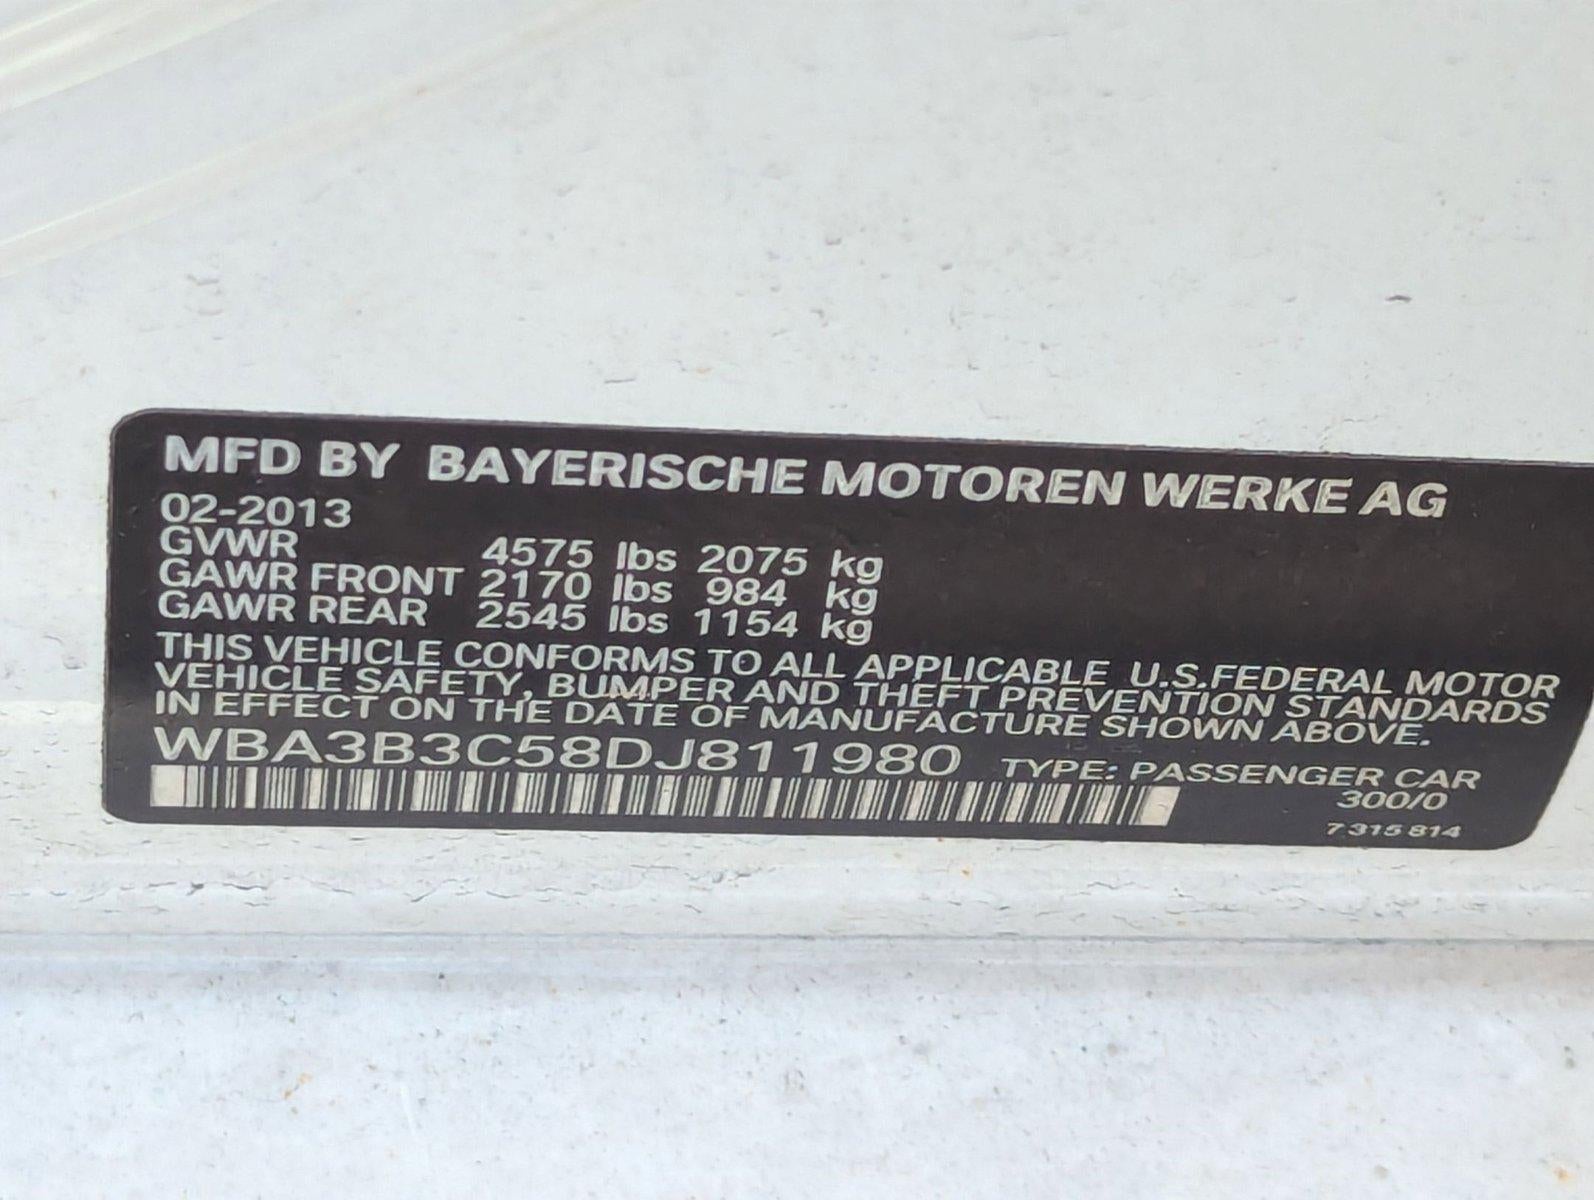 MFD BY BAYERISCHE MOTOREN WERKE AG
02-2013
GVWR 4575 lbs 2075 kg
GAWR FRONT 2170 lbs 984 kg
GAWR REAR 2545 lbs 1154 kg
THIS VEHICLE CONFORMS TO ALL APPLICABLE U.S.FEDERAL MOTOR
VEHICLE SAFETY, BUMPER AND THEFT PREVENTION STANDARDS
IN EFFECT ON THE DATE OF MANUFACTURE SHOWN ABOVE.
WBA3B3C58DJ811980 TYPE: PASSENGER CAR
300/0
7 315 814